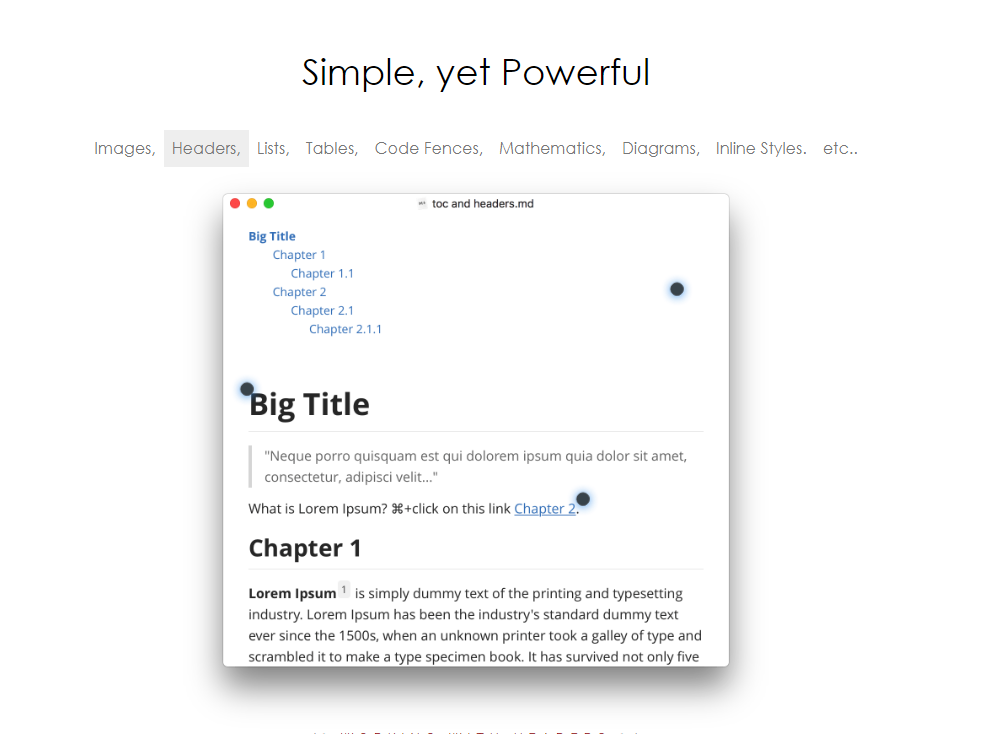 Simple, yet Powerful
Images, Headers, Lists, Tables, Code Fences, Mathematics, Diagrams, Inline Styles. etc..
toc and headers.md
Big Title
Chapter 1
Chapter 1.1
Chapter 2
Chapter 2.1
Chapter 2.1.1
Big Title
"Neque porro quisquam est qui dolorem ipsum quia dolor sit amet,
consectetur, adipisci velit..."
What is Lorem Ipsum? ⌘+click on this link Chapter 2.
Chapter 1
Lorem Ipsum 1 is simply dummy text of the printing and typesetting
industry. Lorem Ipsum has been the industry's standard dummy text
ever since the 1500s, when an unknown printer took a galley of type and
scrambled it to make a type specimen book. It has survived not only five